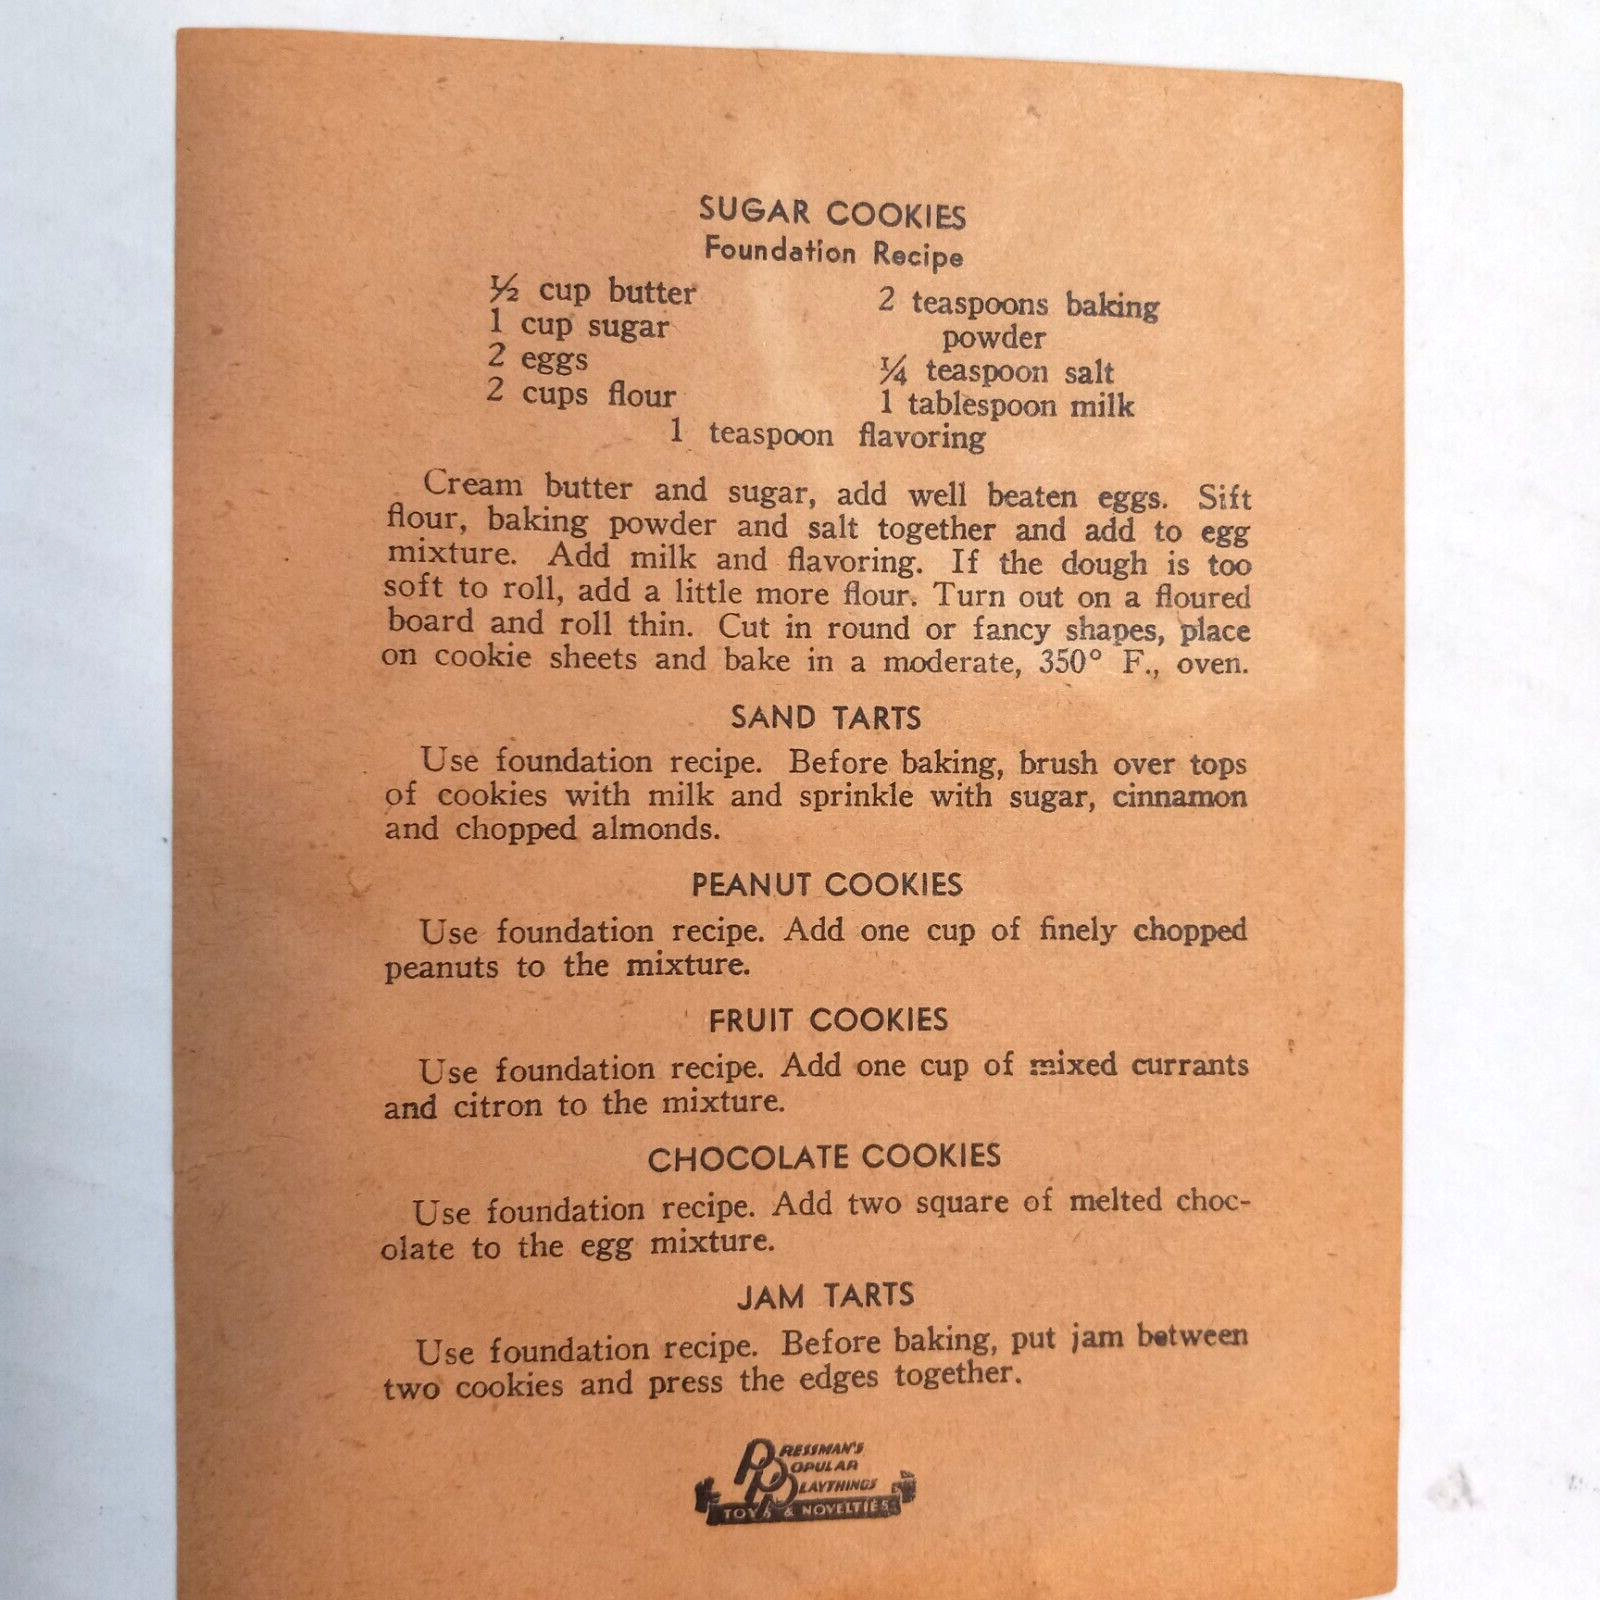 SUGAR COOKIES
Foundation Recipe
½ cup butter
1 cup sugar
2 eggs
2 cups flour
2 teaspoons baking
powder
¼ teaspoon salt
1 tablespoon milk
1 teaspoon flavoring
Cream butter and sugar, add well beaten eggs. Sift
flour, baking powder and salt together and add to egg
mixture. Add milk and flavoring. If the dough is too
soft to roll, add a little more flour. Turn out on a floured
board and roll thin. Cut in round or fancy shapes, place
on cookie sheets and bake in a moderate, 350° F., oven.
SAND TARTS
Use foundation recipe. Before baking, brush over tops
of cookies with milk and sprinkle with sugar, cinnamon
and chopped almonds.
PEANUT COOKIES
Use foundation recipe. Add one cup of finely chopped
peanuts to the mixture.
FRUIT COOKIES
Use foundation recipe. Add one cup of mixed currants
and citron to the mixture.
CHOCOLATE COOKIES
Use foundation recipe. Add two square of melted choc-
olate to the egg mixture.
JAM TARTS
Use foundation recipe. Before baking, put jam between
two cookies and press the edges together.
PRESSMAN'S
POPULAR
PLAYTHINGS
TOYS & NOVELTIES